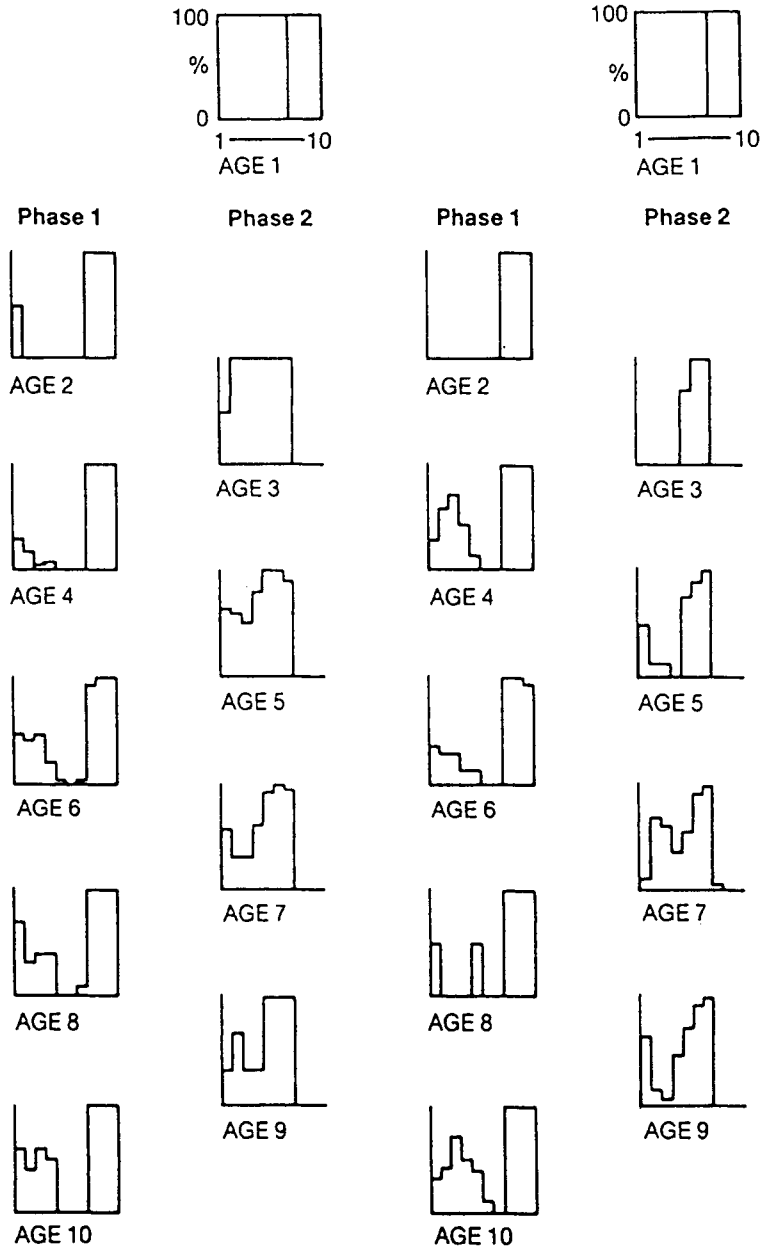 100
%
0
1 10
AGE 1
100
%
0
1 10
AGE 1
Phase 1 Phase 2 Phase 1 Phase 2
AGE 2 AGE 2
AGE 3 AGE 3
AGE 4 AGE 4
AGE 5 AGE 5
AGE 6 AGE 6
AGE 7 AGE 7
AGE 8 AGE 8
AGE 9 AGE 9
AGE 10 AGE 10